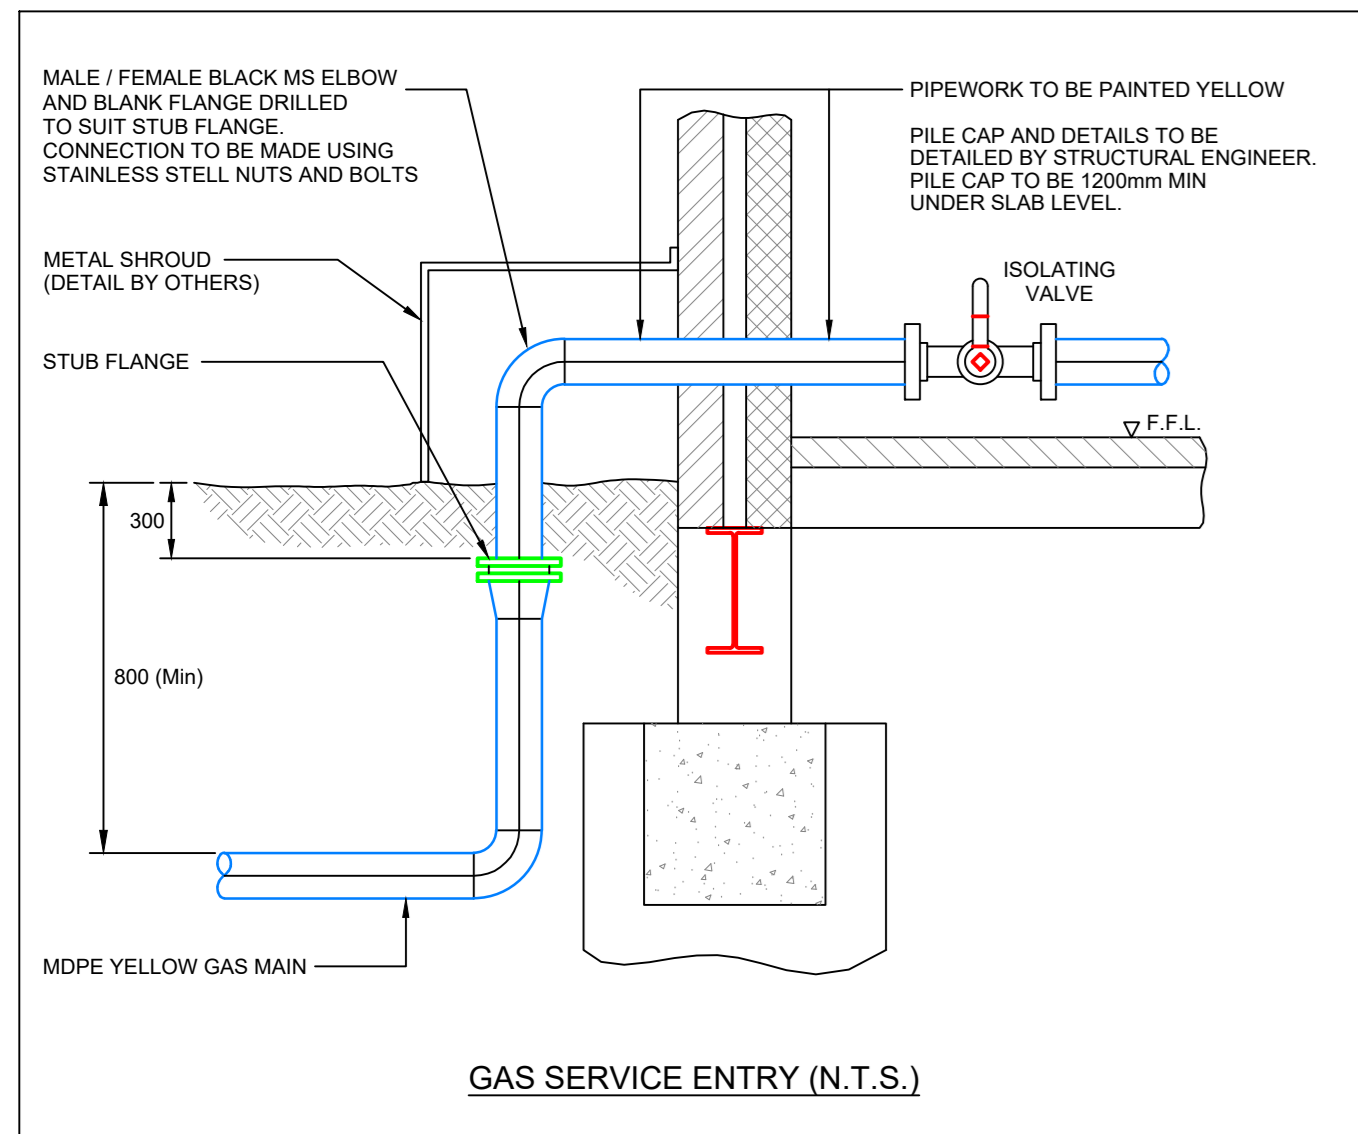 MALE / FEMALE BLACK MS ELBOW
AND BLANK FLANGE DRILLED
TO SUIT STUB FLANGE.
CONNECTION TO BE MADE USING
STAINLESS STELL NUTS AND BOLTS
PIPEWORK TO BE PAINTED YELLOW
PILE CAP AND DETAILS TO BE
DETAILED BY STRUCTURAL ENGINEER.
PILE CAP TO BE 1200mm MIN
UNDER SLAB LEVEL.
METAL SHROUD
(DETAIL BY OTHERS)
ISOLATING
VALVE
STUB FLANGE
F.F.L.
300
800 (Min)
MDPE YELLOW GAS MAIN
GAS SERVICE ENTRY (N.T.S.)